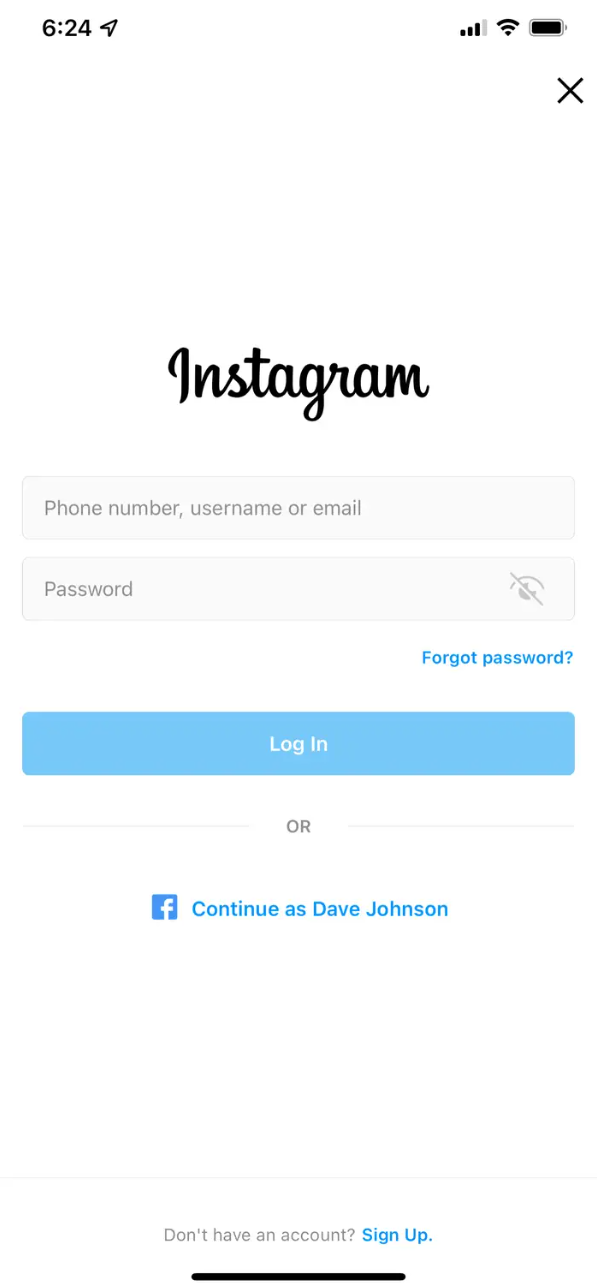 6:24
Instagram
Phone number, username or email
Password
Forgot password?
Log In
OR
Continue as Dave Johnson
Don't have an account? Sign Up.